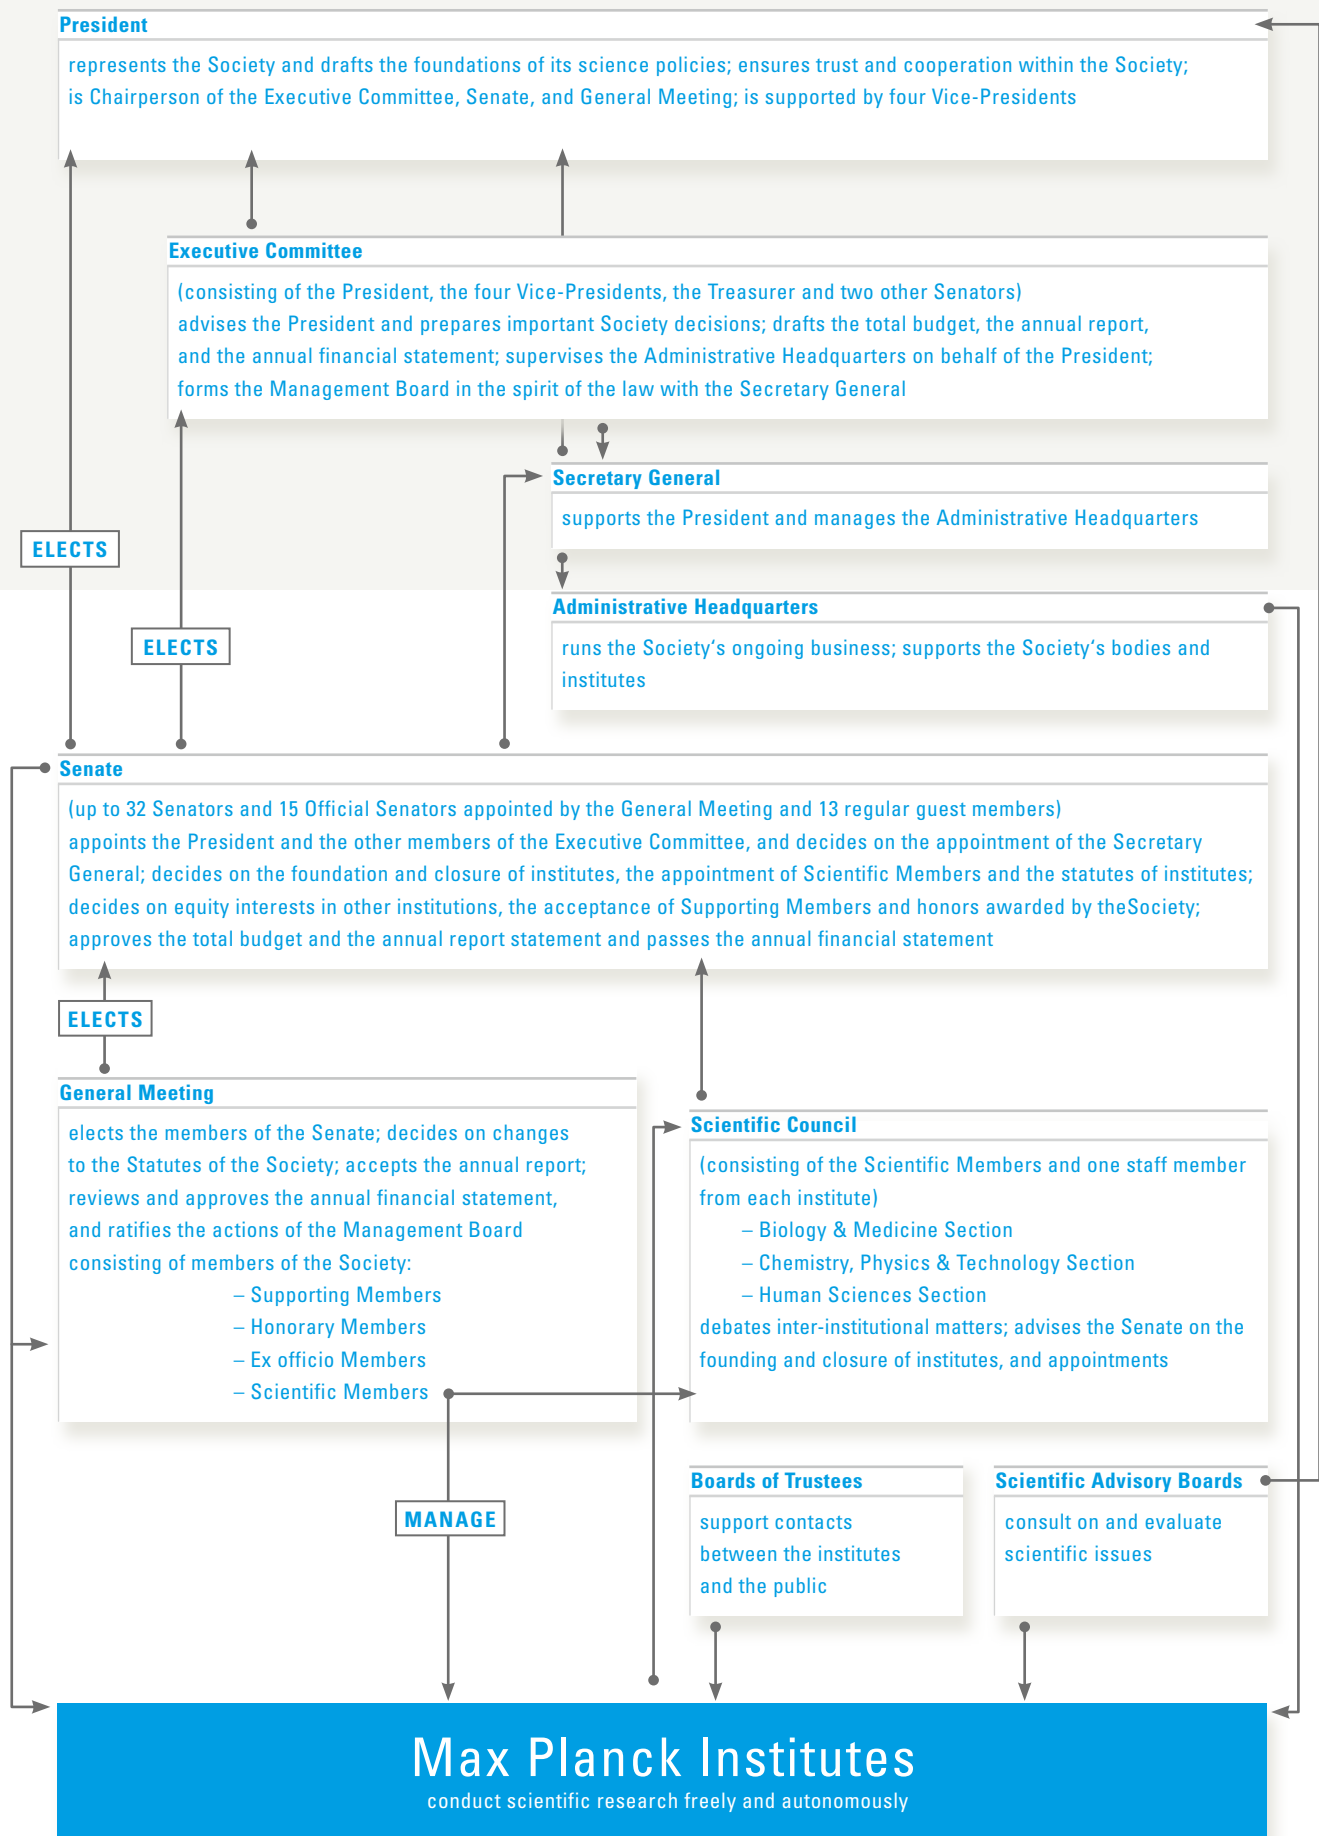 President
represents the Society and drafts the foundations of its science policies; ensures trust and cooperation within the Society;
is Chairperson of the Executive Committee, Senate, and General Meeting; is supported by four Vice-Presidents
Executive Committee
(consisting of the President, the four Vice-Presidents, the Treasurer and two other Senators)
advises the President and prepares important Society decisions; drafts the total budget, the annual report,
and the annual financial statement; supervises the Administrative Headquarters on behalf of the President;
forms the Management Board in the spirit of the law with the Secretary General
Secretary General
supports the President and manages the Administrative Headquarters
ELECTS
Administrative Headquarters
runs the Society‘s ongoing business; supports the Society‘s bodies and
institutes
ELECTS
Senate
(up to 32 Senators and 15 Official Senators appointed by the General Meeting and 13 regular guest members)
appoints the President and the other members of the Executive Committee, and decides on the appointment of the Secretary
General; decides on the foundation and closure of institutes, the appointment of Scientific Members and the statutes of institutes;
decides on equity interests in other institutions, the acceptance of Supporting Members and honors awarded by theSociety;
approves the total budget and the annual report statement and passes the annual financial statement
ELECTS
General Meeting
elects the members of the Senate; decides on changes
to the Statutes of the Society; accepts the annual report;
reviews and approves the annual financial statement,
and ratifies the actions of the Management Board
consisting of members of the Society:
– Supporting Members
– Honorary Members
– Ex officio Members
– Scientific Members
Scientific Council
(consisting of the Scientific Members and one staff member
from each institute)
– Biology & Medicine Section
– Chemistry, Physics & Technology Section
– Human Sciences Section
debates inter-institutional matters; advises the Senate on the
founding and closure of institutes, and appointments
MANAGE
Boards of Trustees
support contacts
between the institutes
and the public
Scientific Advisory Boards
consult on and evaluate
scientific issues
Max Planck Institutes
conduct scientific research freely and autonomously